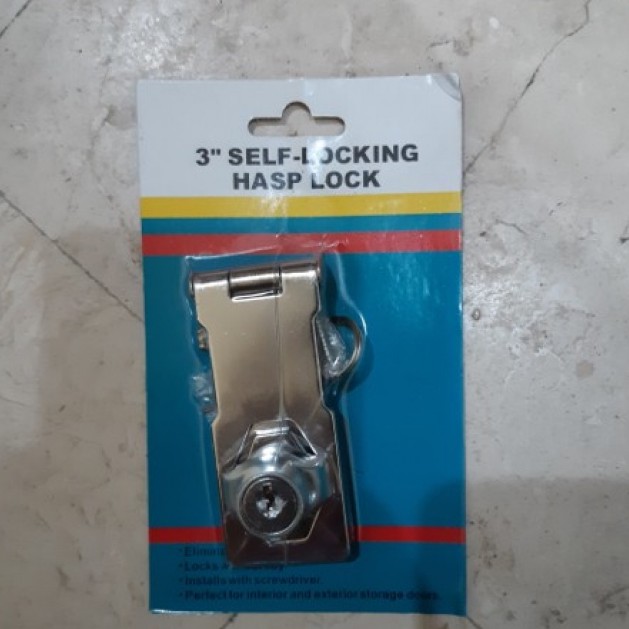 3" SELF-LOCKING
HASP LOCK
• Locks
• Installs with screwdriver.
• Perfect for interior and exterior storage doors.